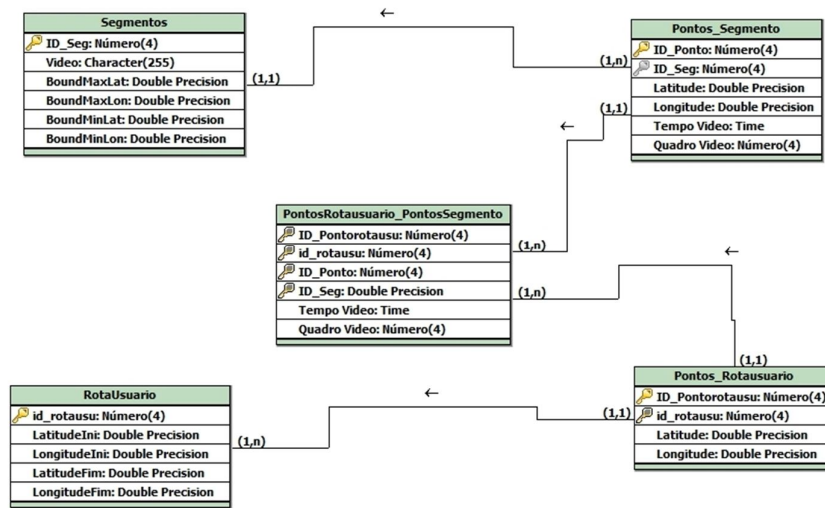 Segmentos
ID_Seg: Número(4)
Video: Character(255)
BoundMaxLat: Double Precision
BoundMaxLon: Double Precision
BoundMinLat: Double Precision
BoundMinLon: Double Precision
(1,1)
←
(1,n)
Pontos_Segmento
ID_Ponto: Número(4)
ID_Seg: Número(4)
Latitude: Double Precision
Longitude: Double Precision
Tempo Video: Time
Quadro Video: Número(4)
(1,1)
←
(1,n)
PontosRotausuario_PontosSegmento
ID_Pontorotausu: Número(4)
id_rotausu: Número(4)
ID_Ponto: Número(4)
ID_Seg: Double Precision
Tempo Video: Time
Quadro Video: Número(4)
(1,n)
←
(1,1)
Pontos_Rotausuario
ID_Pontorotausu: Número(4)
id_rotausu: Número(4)
Latitude: Double Precision
Longitude: Double Precision
(1,1)
←
(1,n)
RotaUsuario
id_rotausu: Número(4)
LatitudeIni: Double Precision
LongitudeIni: Double Precision
LatitudeFim: Double Precision
LongitudeFim: Double Precision